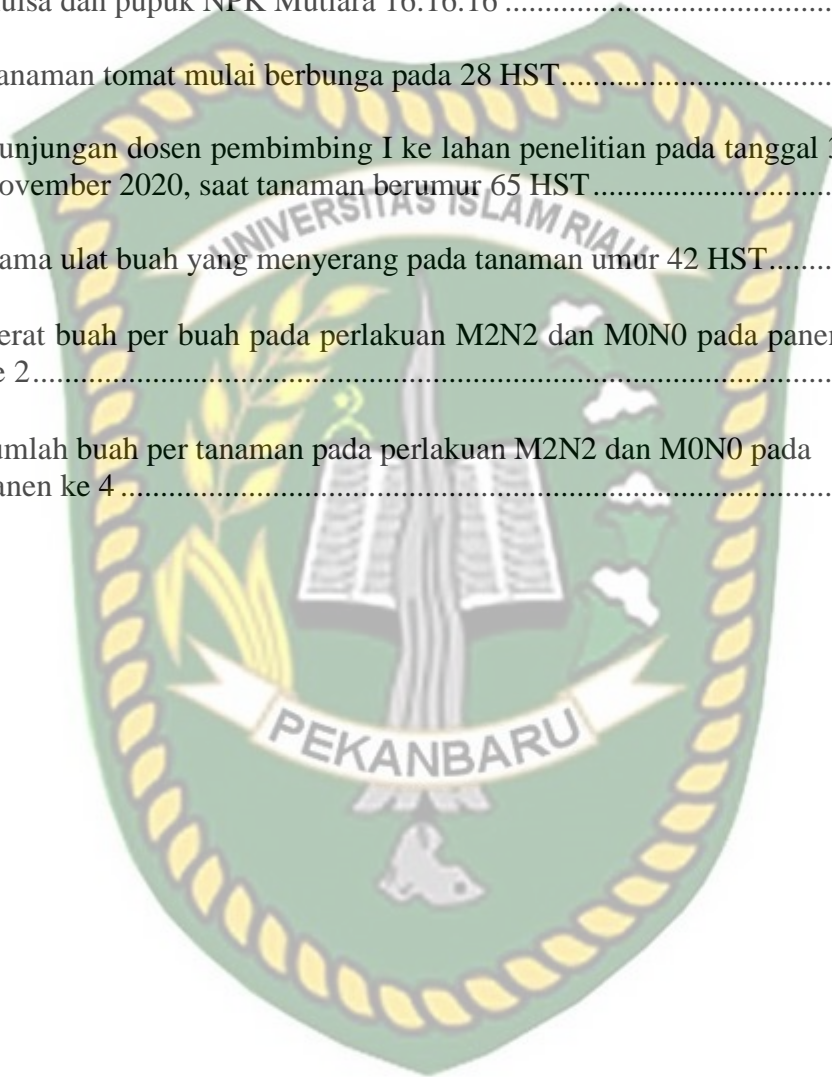 dan pupuk NPK Mutiara 16.16.16
anaman tomat mulai berbunga pada 28 HST
unjungan dosen pembimbing I ke lahan penelitian pada tanggal 3
ovember 2020, saat tanaman berumur 65 HST
UNIVERSITAS ISLAM RIAU
ama ulat buah yang menyerang pada tanaman umur 42 HST
erat buah per buah pada perlakuan M2N2 dan M0N0 pada panen
e 2
umlah buah per tanaman pada perlakuan M2N2 dan M0N0 pada
anen ke 4
PEKANBARU